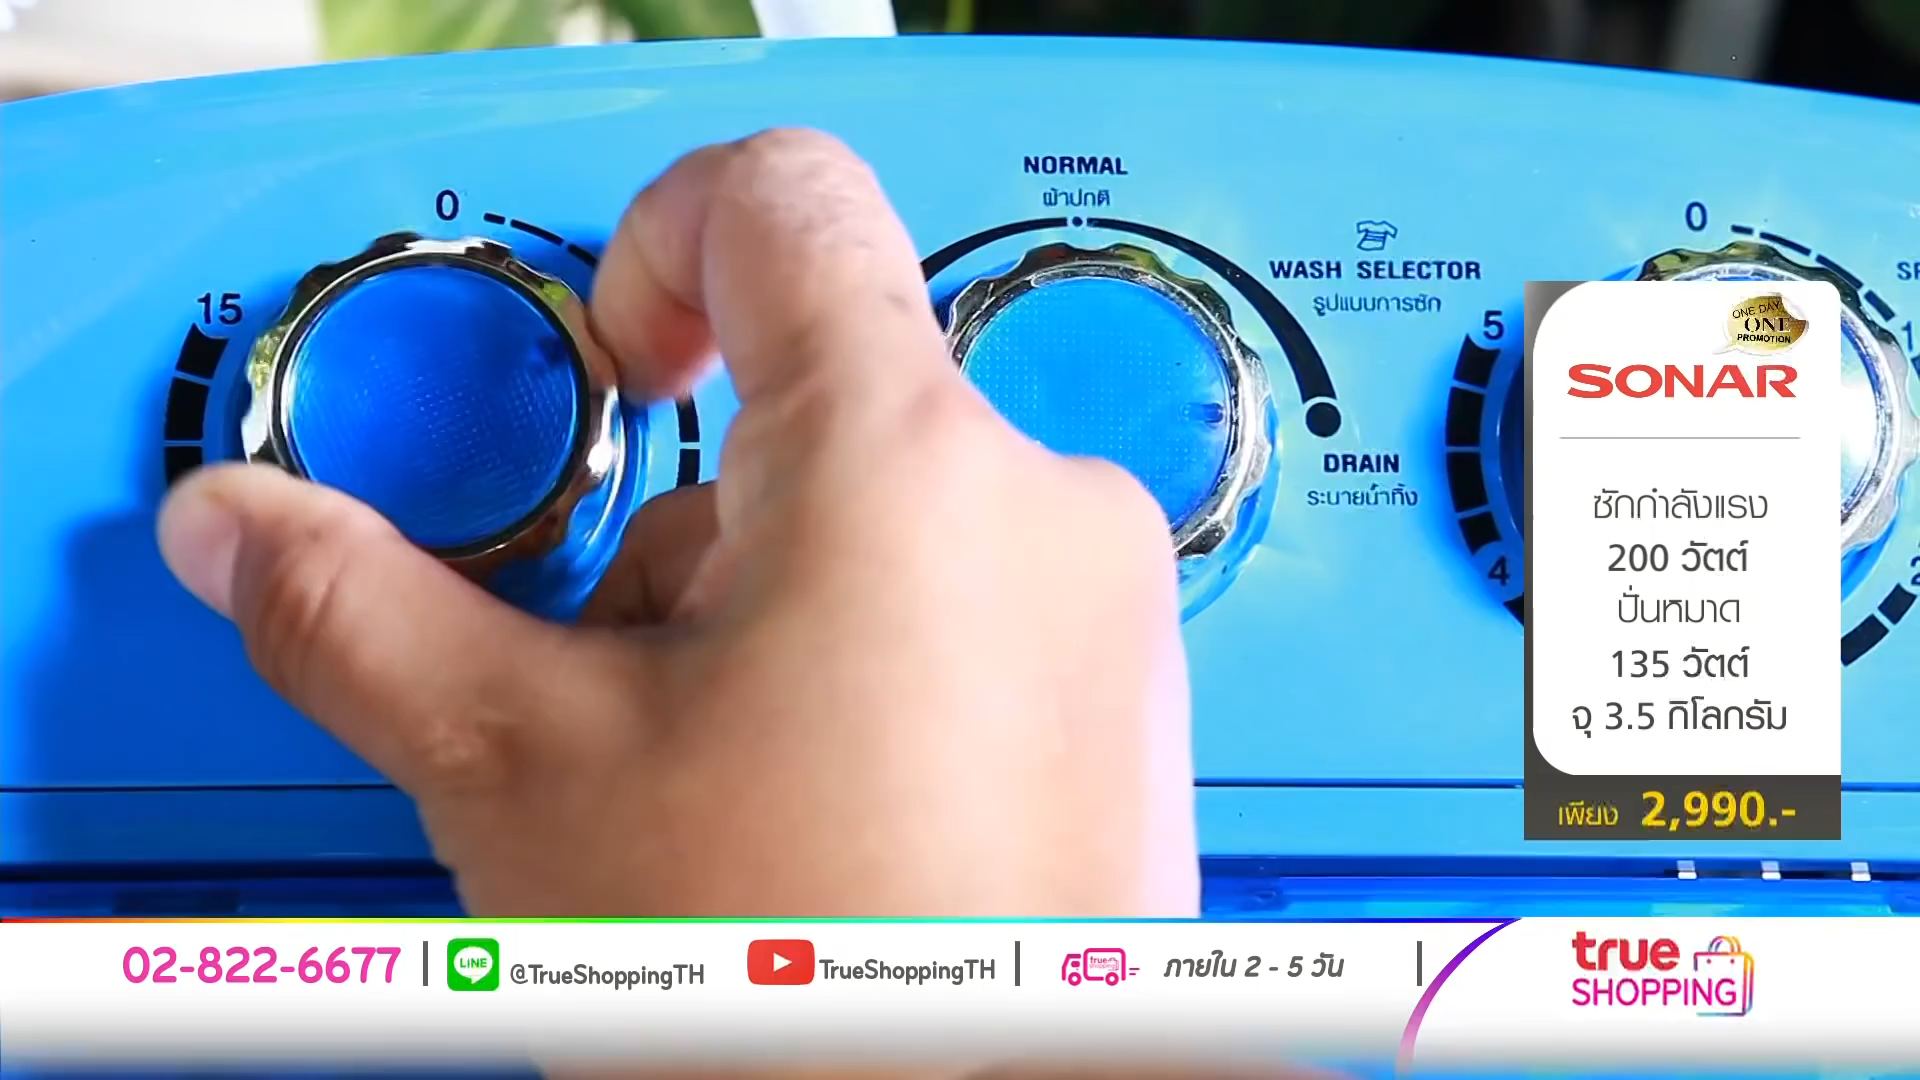 NORMAL
ผ้าปกติ
0
15
WASH SELECTOR
รูปแบบการซัก
DRAIN
ระบายน้ำทิ้ง
0
5
4
ONE DAY
ONE
PROMOTION
SONAR
ซักกำลังแรง
200 วัตต์
ปั่นหมาด
135 วัตต์
จุ 3.5 กิโลกรัม
เพียง 2,990.-
02-822-6677
LINE
@TrueShoppingTH
TrueShoppingTH
ภายใน 2 - 5 วัน
true
SHOPPING